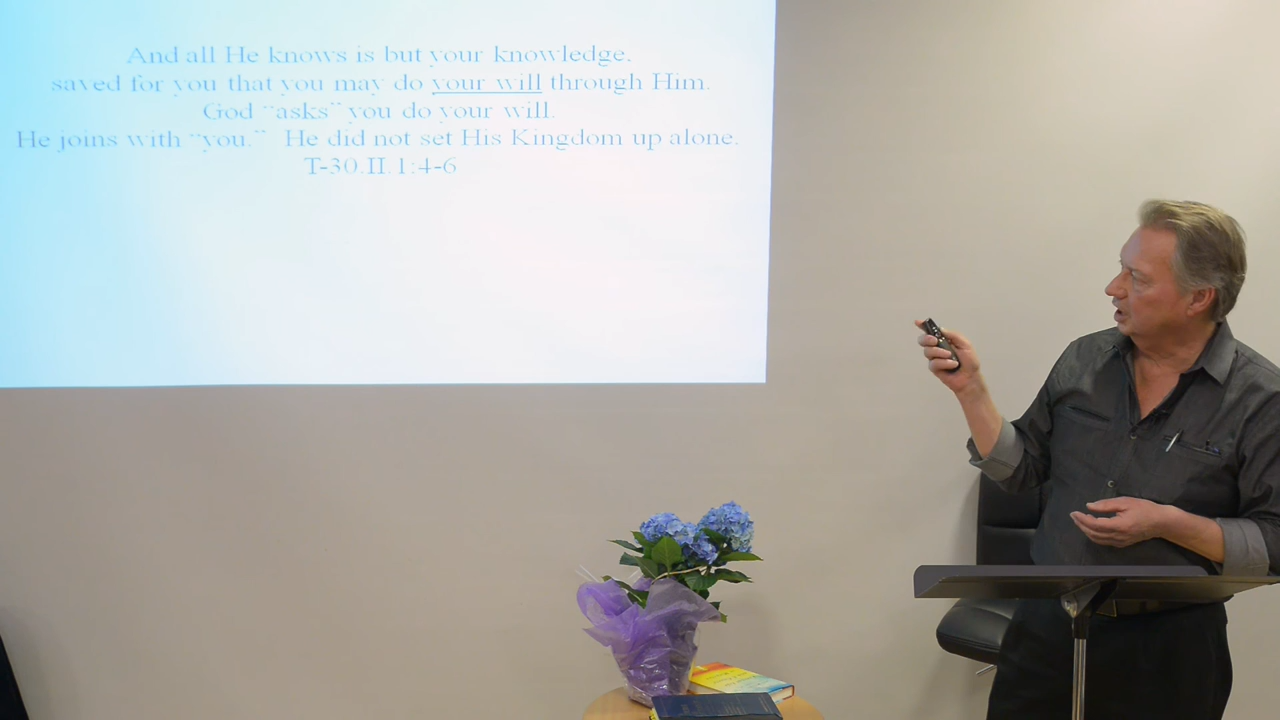 And all He knows is but your knowledge,
saved for you that you may do your will through Him.
God “asks” you do your will.
He joins with “you.” He did not set His Kingdom up alone.
T-30.II.1:4-6